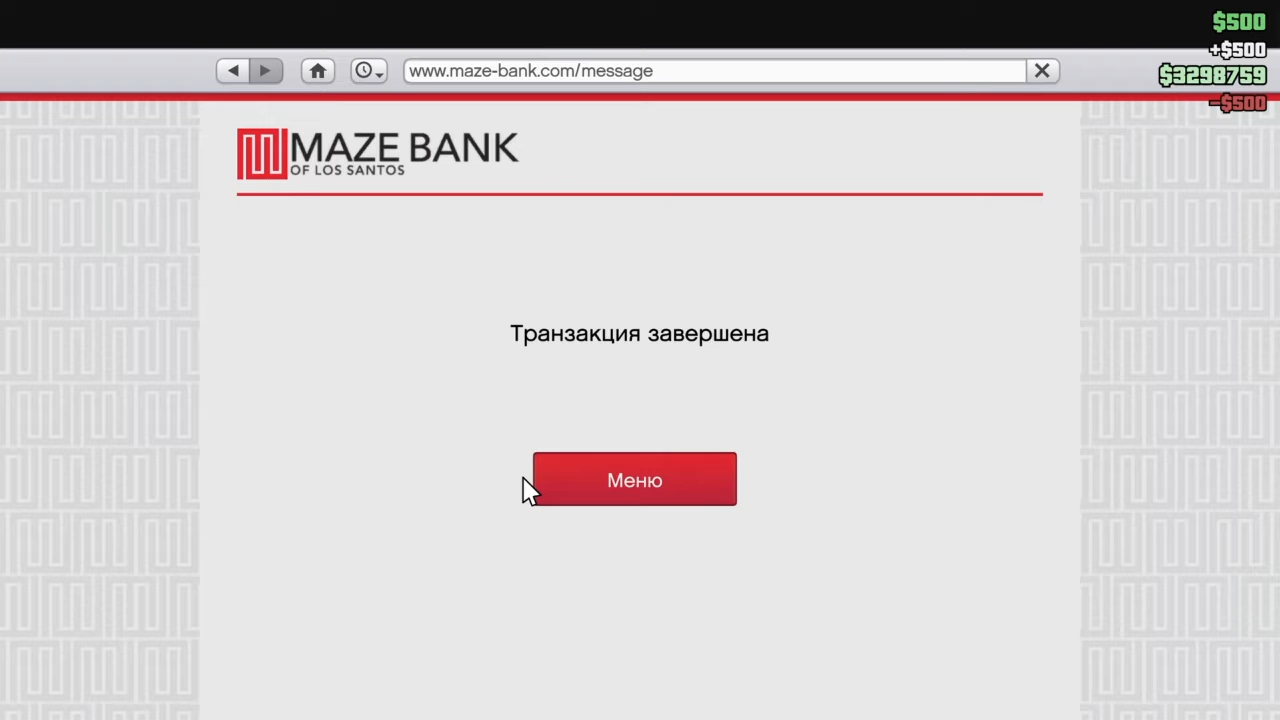 $500
+$500
$3298759
-$500
www.maze-bank.com/message
MAZE BANK
OF LOS SANTOS
Транзакция завершена
Меню